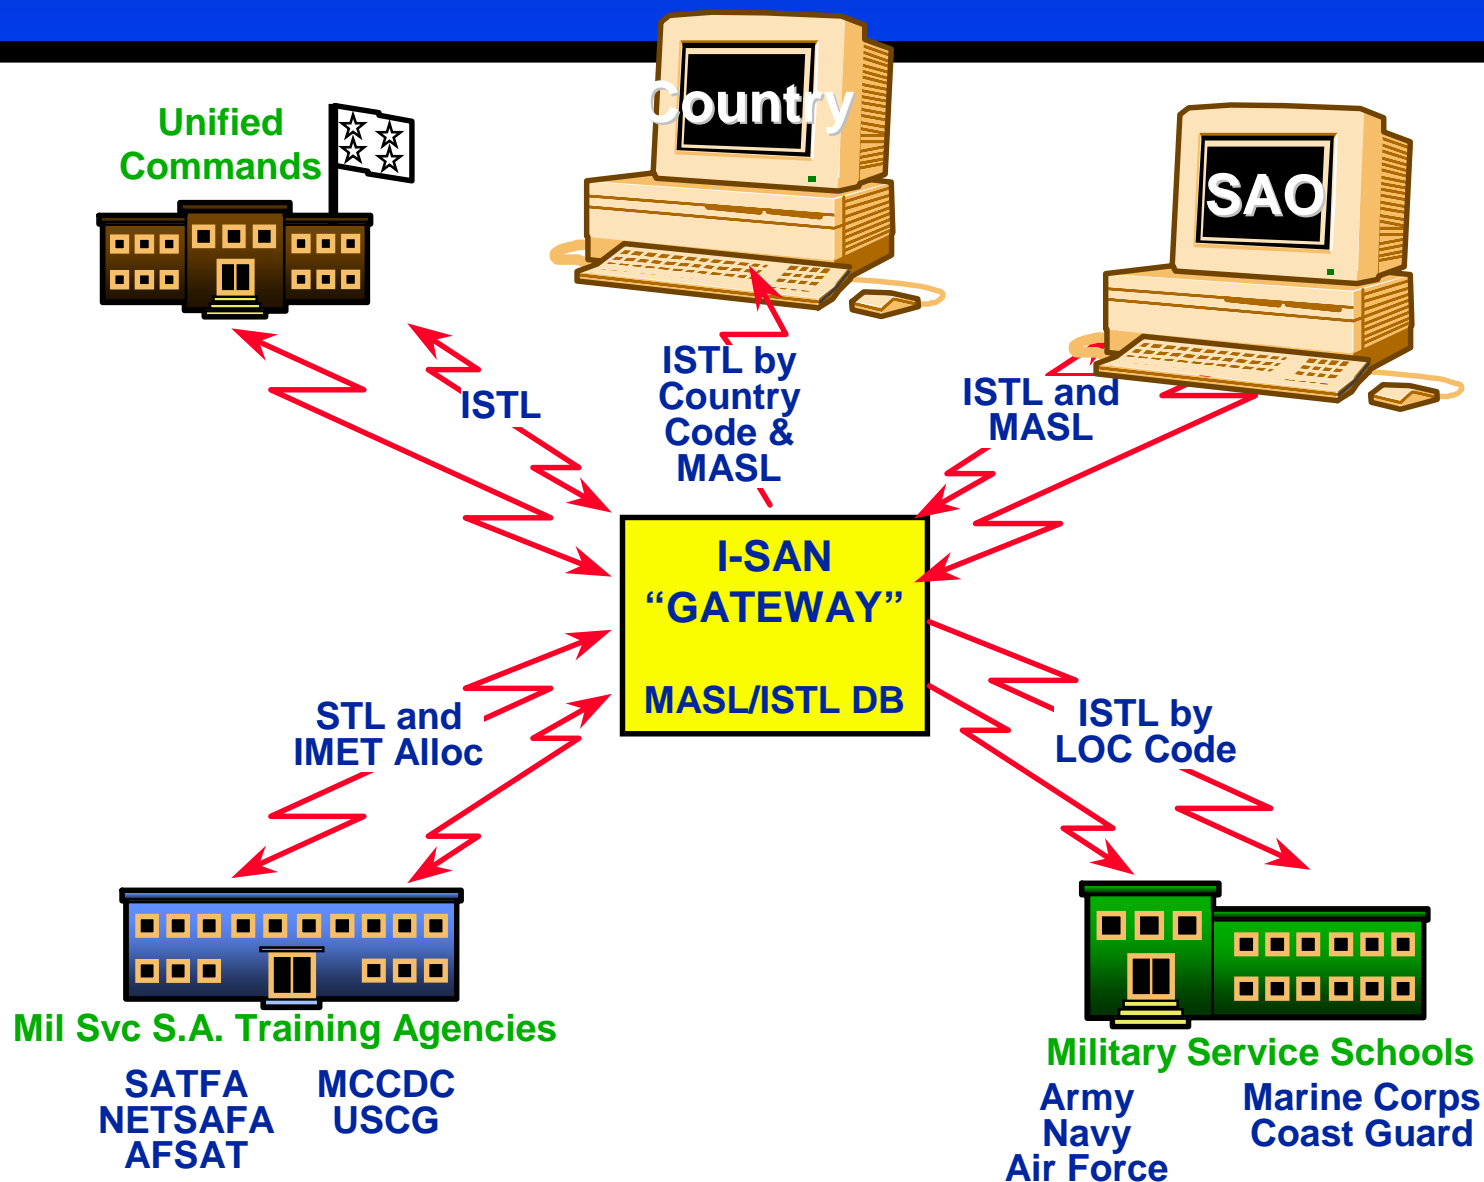 Country
Unified
Commands
SAO
ISTL
ISTL by
Country
Code &
MASL
ISTL and
MASL
I-SAN
“GATEWAY”
MASL/ISTL DB
STL and
IMET Alloc
ISTL by
LOC Code
Mil Svc S.A. Training Agencies
SATFA
NETSAFA
AFSAT
MCCDC
USCG
Military Service Schools
Army
Navy
Air Force
Marine Corps
Coast Guard